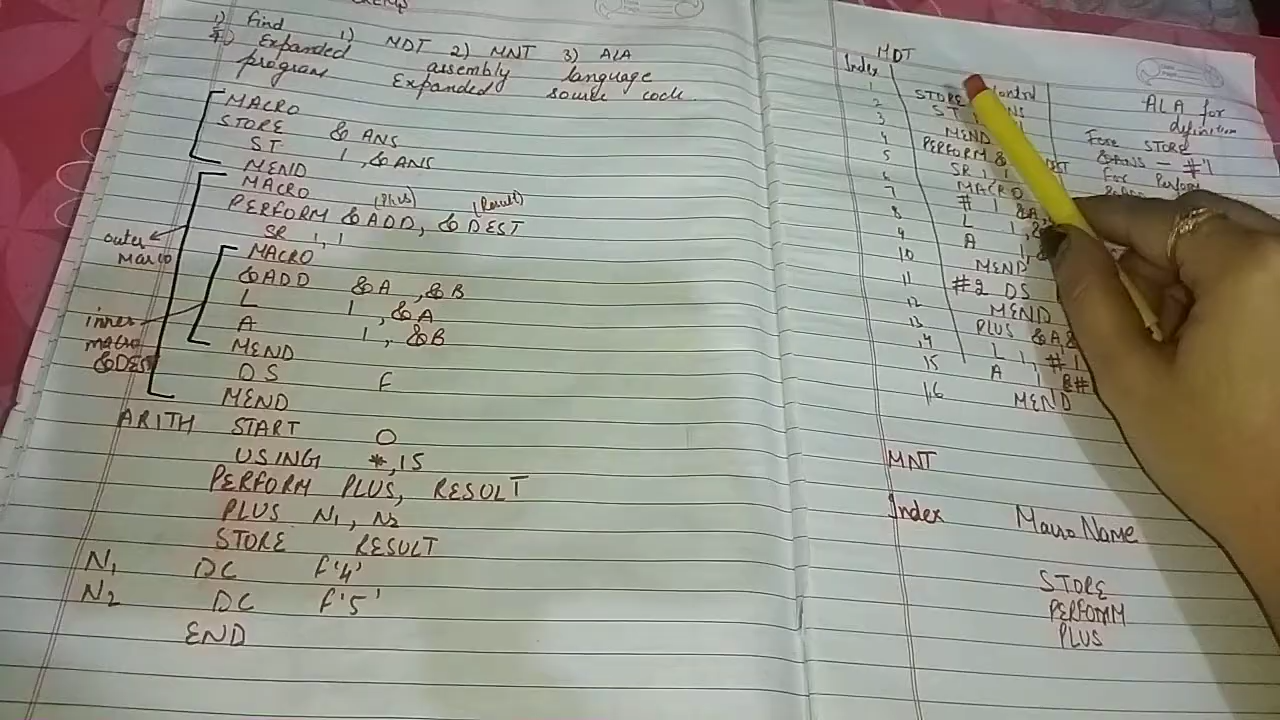 1) Find 1) MDT 2) MNT 3) ALA
Expanded assembly language
program Expanded source code.
MACRO
STORE &ANS
ST 1, &ANS
MEND
MACRO
(Plus) (Result)
PERFORM &ADD, &DEST
SR 1, 1
outer
MACRO
&ADD &A, &B
L 1, &A
inner
macro
&DEST
A 1, &B
MEND
DS F
MEND
ARITH START 0
USING *,15
PERFORM PLUS, RESULT
PLUS N1, N2
STORE RESULT
N1 DC F'4'
N2 DC F'5'
END
MDT
Index
1 STORE
2 ST
3 MEND
4 PERFORM &
5 SR 1, 1
6 MACRO
7 # 1 &A,
8 L 1,
9 A
10 MEND
11 #2 DS
12 MEND
13 PLUS &A,&
14 L 1, #1
15 A 1
16 MEND
ALA for
definition
STORE
&ANS - #1
For Perform
MNT
Index Macro Name
STORE
PERFORM
PLUS